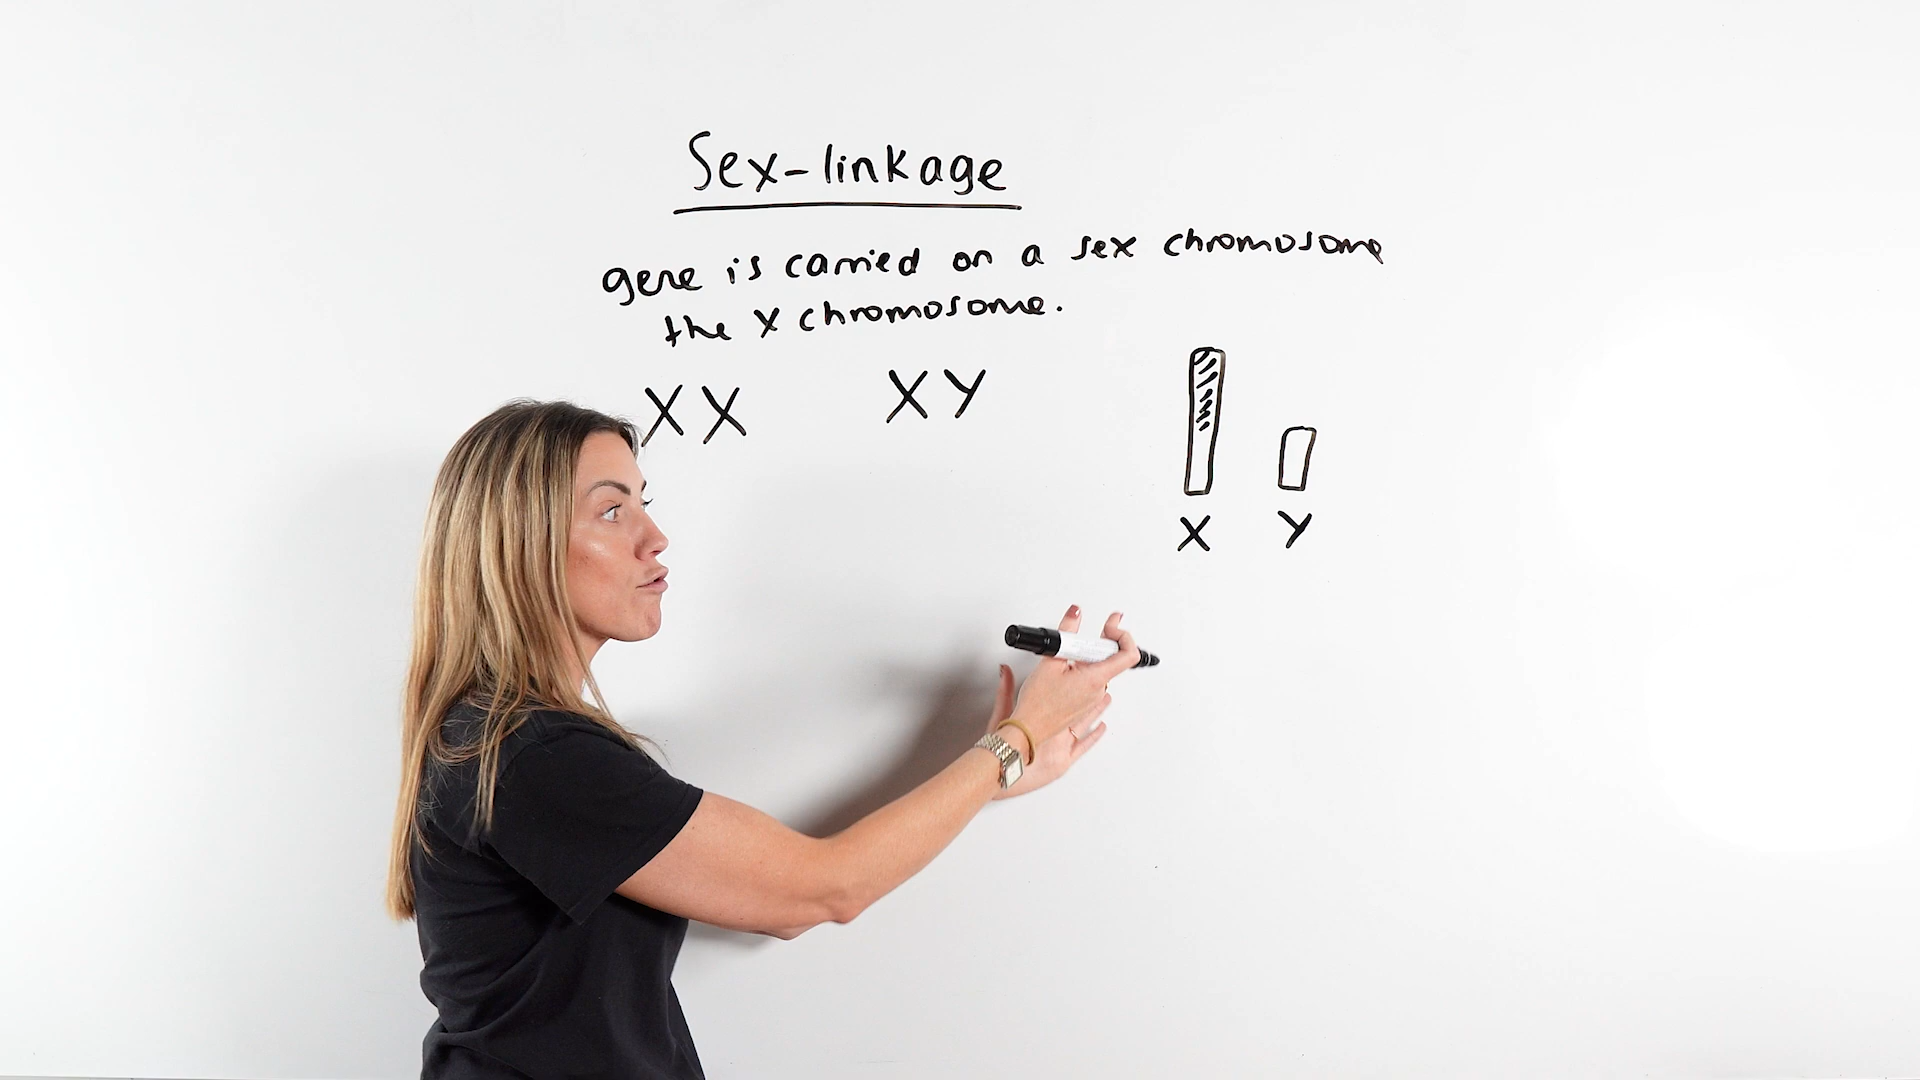 Sex-linkage
gene is carried on a sex chromosome
the X chromosome.
XX XY
X Y